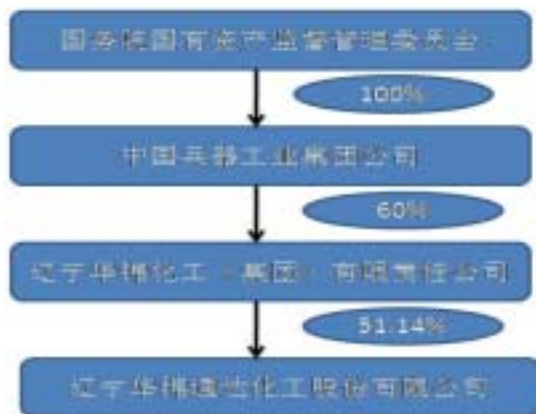 国务院国有资产监督管理委员会
100%
中国兵器工业集团公司
60%
辽宁华锦化工（集团）有限责任公司
51.14%
辽宁华锦通达化工股份有限公司